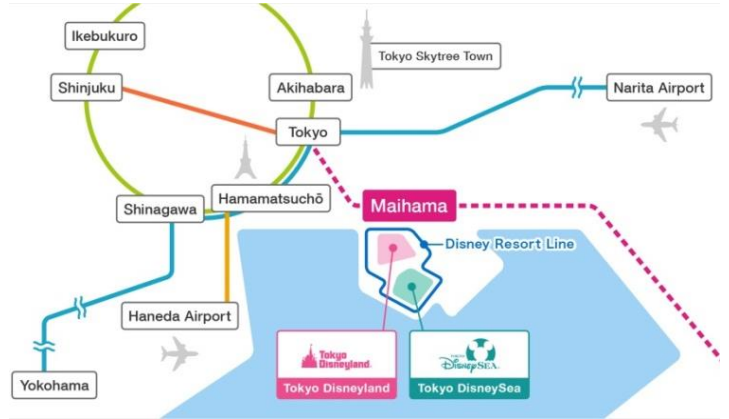 Ikebukuro
Tokyo Skytree Town
Shinjuku
Akihabara
Narita Airport
Tokyo
Hamamatsuchō
Shinagawa
Maihama
Disney Resort Line
Haneda Airport
Yokohama
Tokyo
Disneyland
Tokyo Disneyland
TOKYO
DisneySEA
Tokyo DisneySea